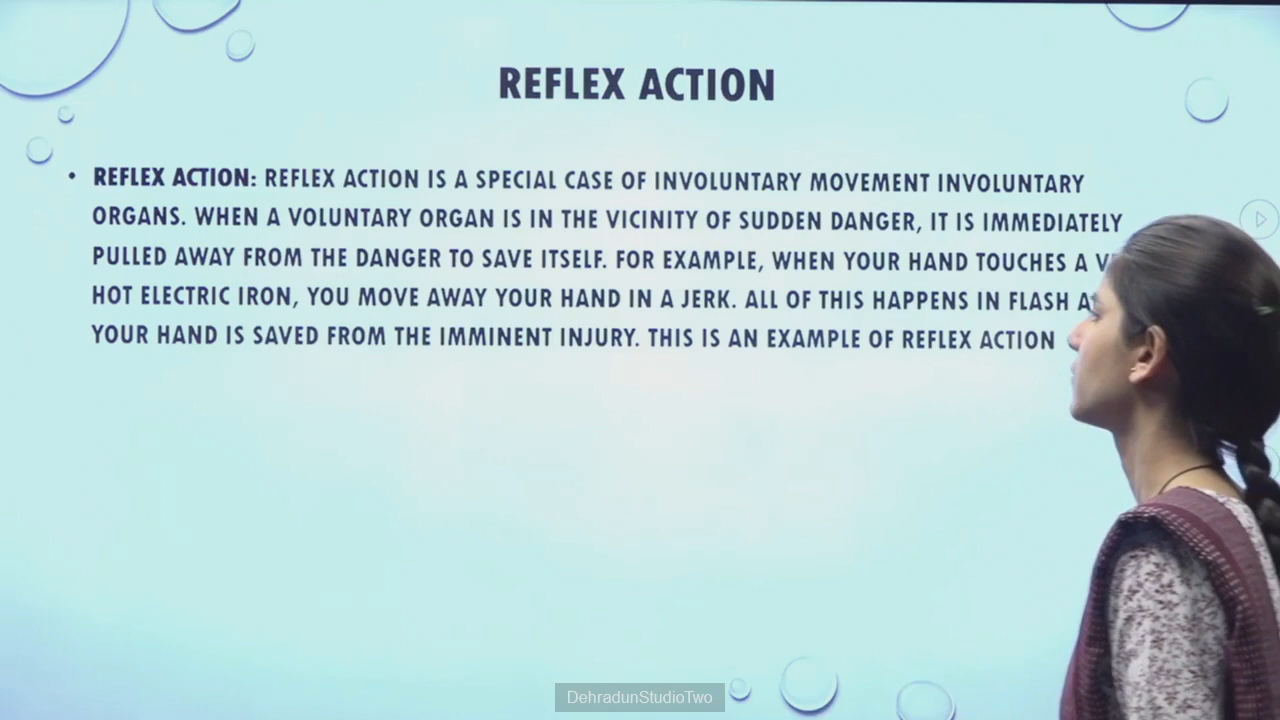 REFLEX ACTION
• REFLEX ACTION: REFLEX ACTION IS A SPECIAL CASE OF INVOLUNTARY MOVEMENT INVOLUNTARY
ORGANS. WHEN A VOLUNTARY ORGAN IS IN THE VICINITY OF SUDDEN DANGER, IT IS IMMEDIATELY
PULLED AWAY FROM THE DANGER TO SAVE ITSELF. FOR EXAMPLE, WHEN YOUR HAND TOUCHES A
HOT ELECTRIC IRON, YOU MOVE AWAY YOUR HAND IN A JERK. ALL OF THIS HAPPENS IN FLASH
YOUR HAND IS SAVED FROM THE IMMINENT INJURY. THIS IS AN EXAMPLE OF REFLEX ACTION
DehradunStudioTwo